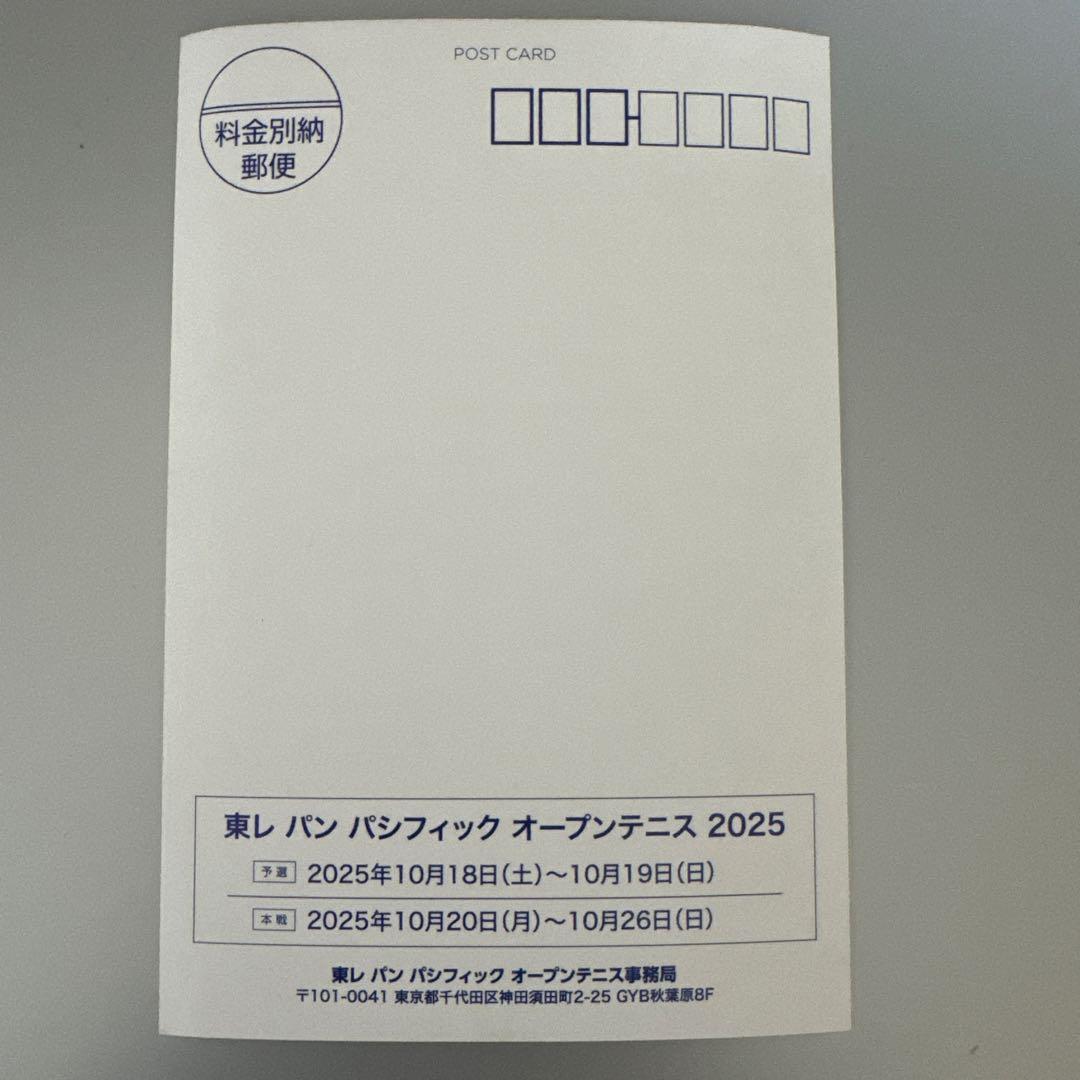 POST CARD
料金別納
郵便
東レ パン パシフィック オープンテニス 2025
予選 2025年10月18日(土)〜10月19日(日)
本戦 2025年10月20日(月)〜10月26日(日)
東レ パン パシフィック オープンテニス事務局
〒101-0041 東京都千代田区神田須田町2-25 GYB秋葉原8F